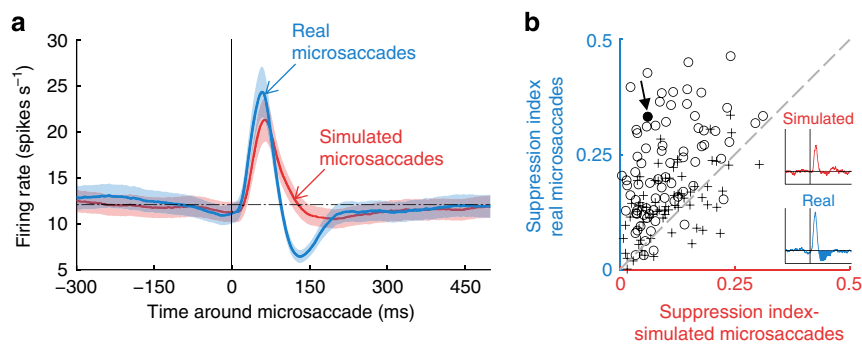 a
30
25
20
15
10
5
Firing rate (spikes s⁻¹)
Real
microsaccades
Simulated
microsaccades
−300
−150
0
150
300
450
Time around microsaccade (ms)
b
0.5
0.25
0
Suppression index
real microsaccades
Simulated
Real
0
0.25
0.5
Suppression index-
simulated microsaccades